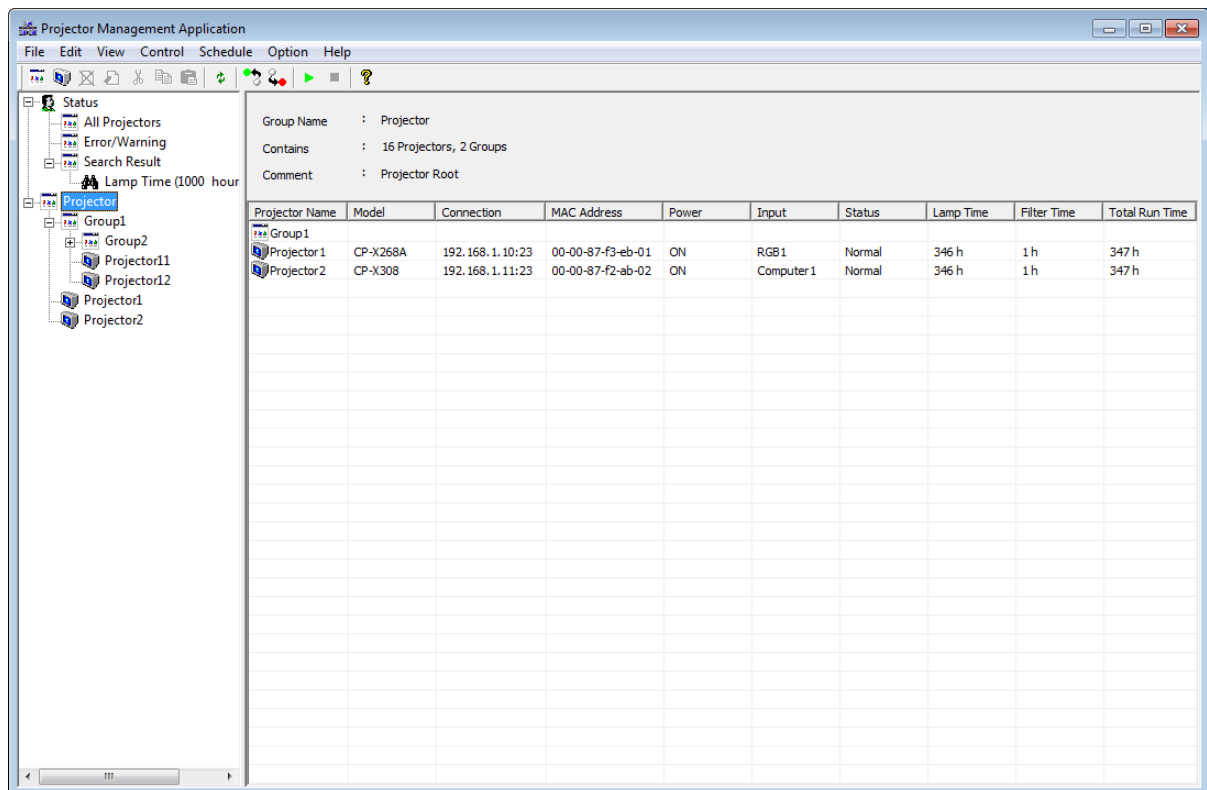 Projector Management Application
File Edit View Control Schedule Option Help
Status
All Projectors
Error/Warning
Search Result
Lamp Time (1000 hour
Projector
Group1
Group2
Projector11
Projector12
Projector1
Projector2
Group Name : Projector
Contains : 16 Projectors, 2 Groups
Comment : Projector Root
Projector Name Model Connection MAC Address Power Input Status Lamp Time Filter Time Total Run Time
Group1
Projector1 CP-X268A 192.168.1.10:23 00-00-87-f3-eb-01 ON RGB1 Normal 346 h 1 h 347 h
Projector2 CP-X308 192.168.1.11:23 00-00-87-f2-ab-02 ON Computer1 Normal 346 h 1 h 347 h